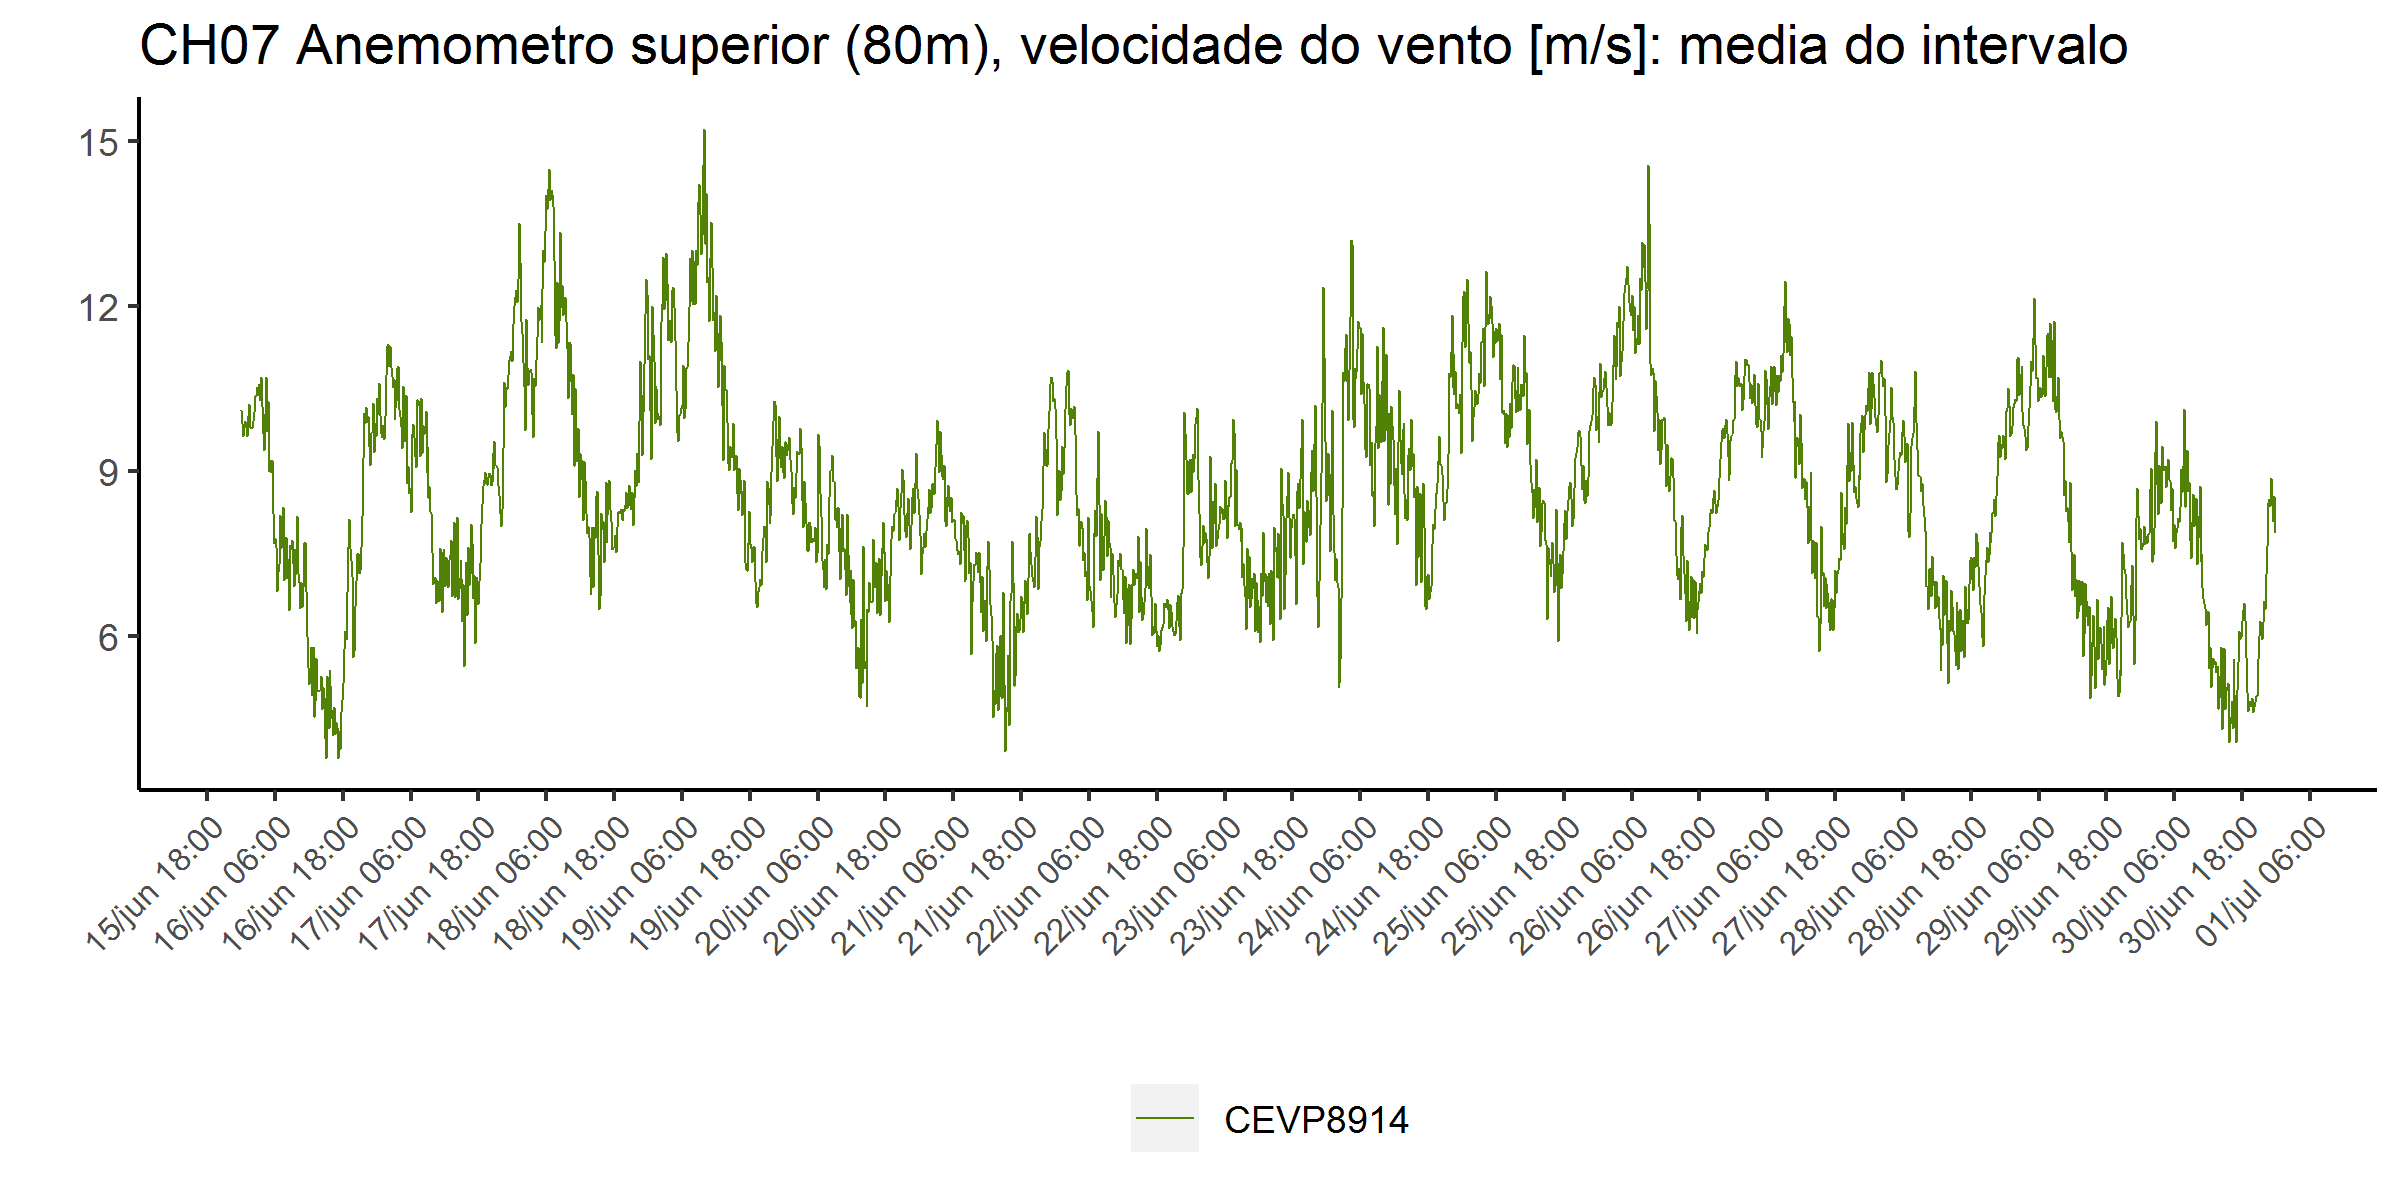 CH07 Anemometro superior (80m), velocidade do vento [m/s]: media do intervalo
15
12
9
6
15/jun 18:00
16/jun 06:00
16/jun 18:00
17/jun 06:00
17/jun 18:00
18/jun 06:00
18/jun 18:00
19/jun 06:00
19/jun 18:00
20/jun 06:00
20/jun 18:00
21/jun 06:00
21/jun 18:00
22/jun 06:00
22/jun 18:00
23/jun 06:00
23/jun 18:00
24/jun 06:00
24/jun 18:00
25/jun 06:00
25/jun 18:00
26/jun 06:00
26/jun 18:00
27/jun 06:00
27/jun 18:00
28/jun 06:00
28/jun 18:00
29/jun 06:00
29/jun 18:00
30/jun 06:00
30/jun 18:00
01/jul 06:00
CEVP8914